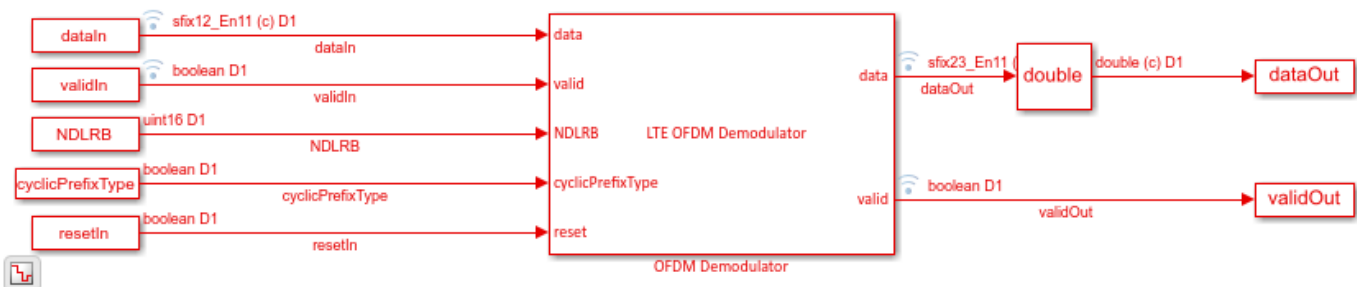 dataIn
sfix12_En11 (c) D1
dataIn
data
validIn
boolean D1
validIn
valid
NDLRB
uint16 D1
NDLRB
NDLRB
cyclicPrefixType
boolean D1
cyclicPrefixType
cyclicPrefixType
resetIn
boolean D1
resetIn
reset
LTE OFDM Demodulator
OFDM Demodulator
data
sfix23_En11 (
dataOut
double
double (c) D1
dataOut
valid
boolean D1
validOut
validOut